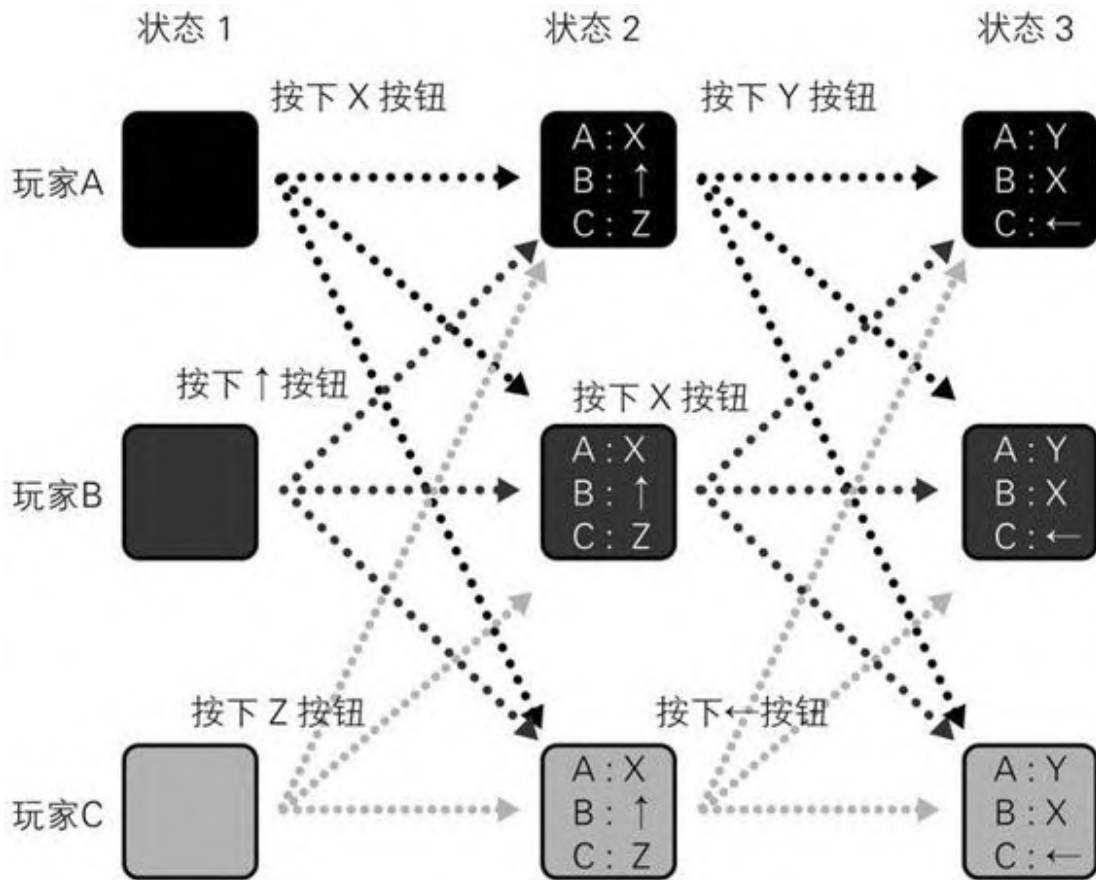 状态 1 状态 2 状态 3
按下 X 按钮 按下 Y 按钮
玩家A
A : X
B : ↑
C : Z
A : Y
B : X
C : ←
按下 ↑ 按钮 按下 X 按钮
玩家B
A : X
B : ↑
C : Z
A : Y
B : X
C : ←
按下 Z 按钮 按下←按钮
玩家C
A : X
B : ↑
C : Z
A : Y
B : X
C : ←